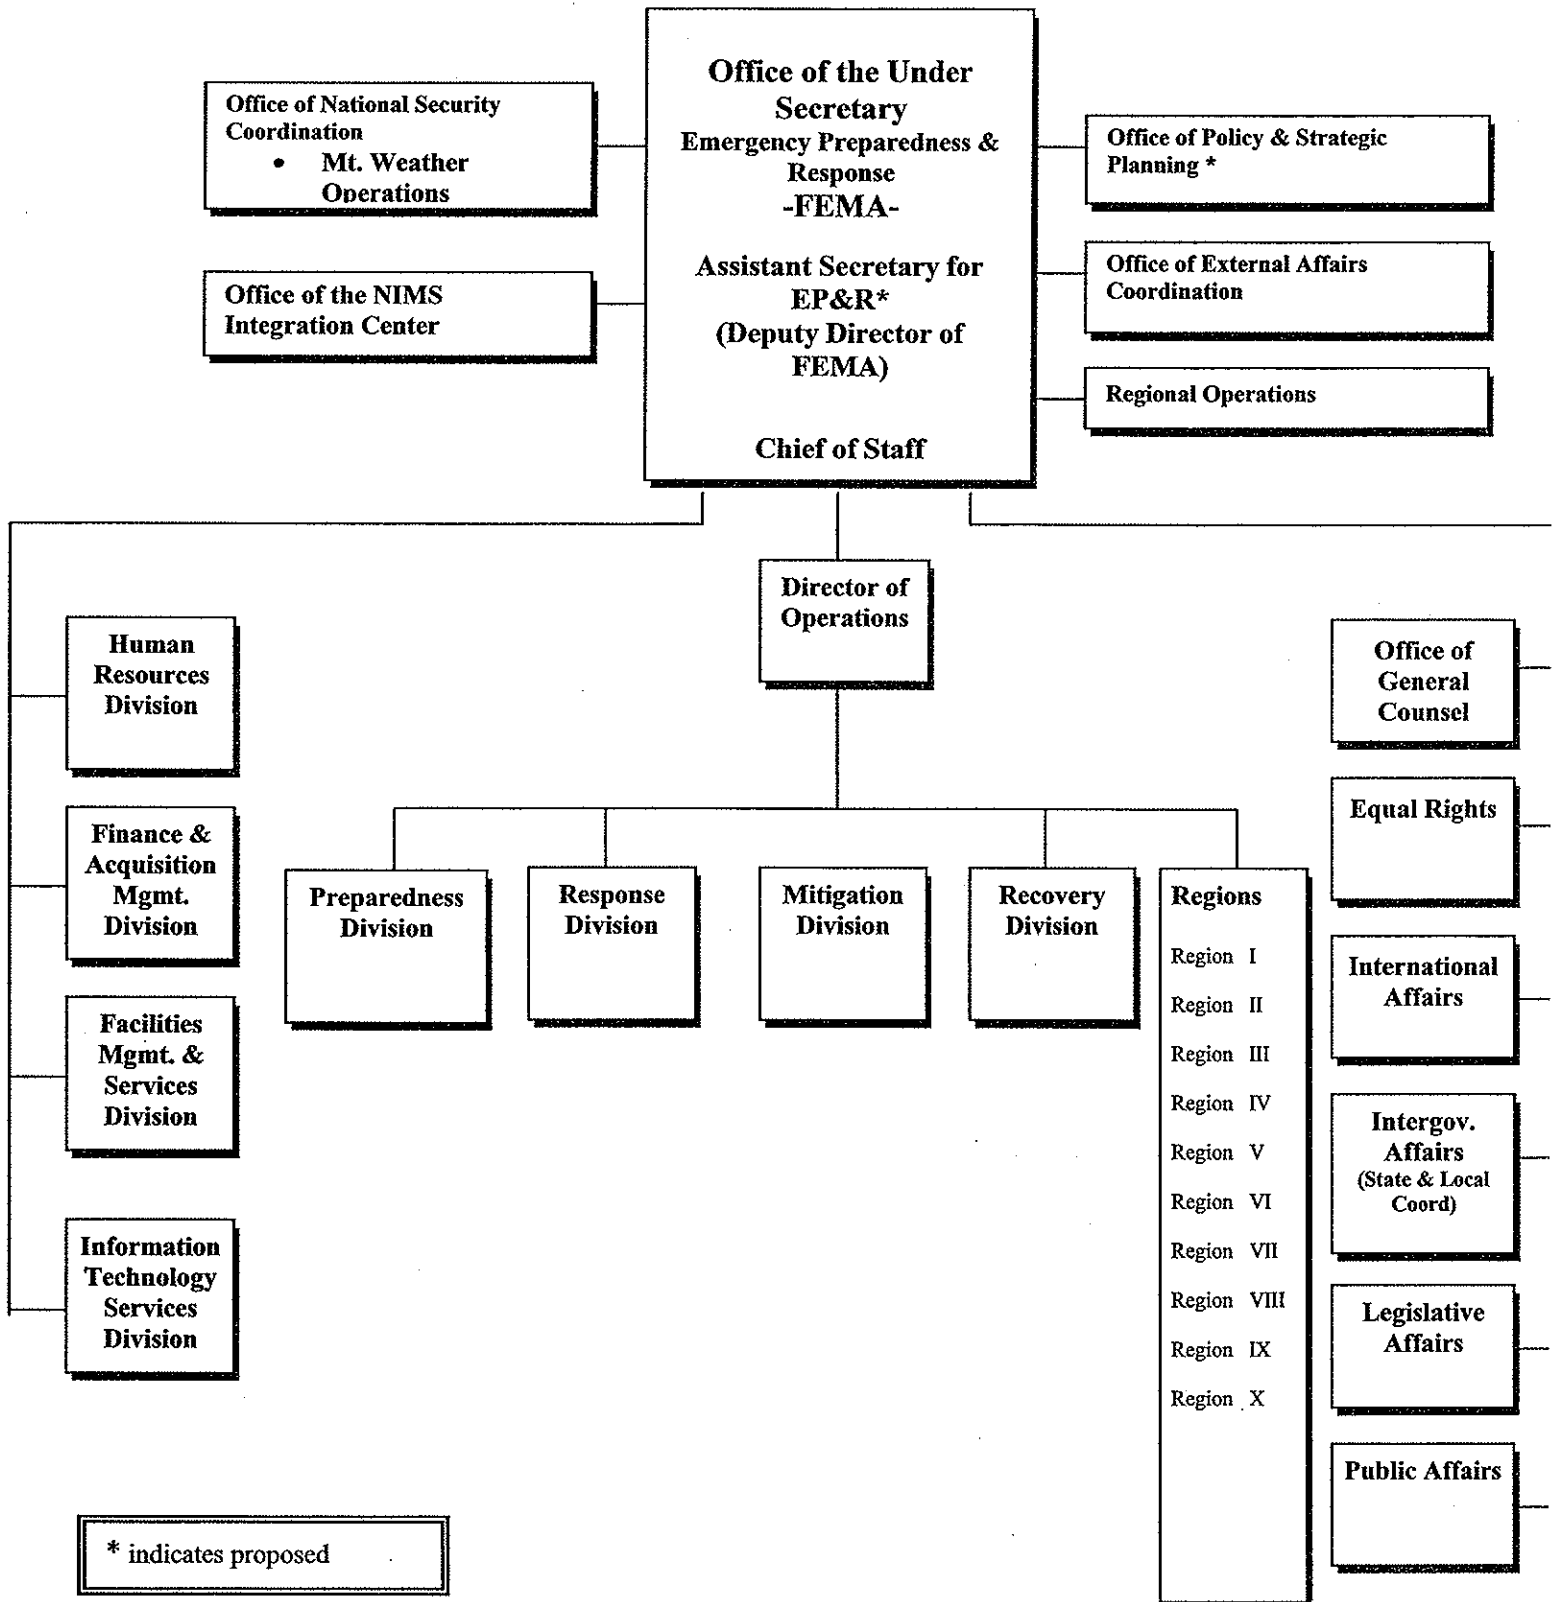 Office of the Under
Secretary
Emergency Preparedness &
Response
-FEMA-
Assistant Secretary for
EP&R*
(Deputy Director of
FEMA)
Chief of Staff
Office of National Security
Coordination
• Mt. Weather
Operations
Office of the NIMS
Integration Center
Office of Policy & Strategic
Planning *
Office of External Affairs
Coordination
Regional Operations
Director of
Operations
Human
Resources
Division
Finance &
Acquisition
Mgmt.
Division
Facilities
Mgmt. &
Services
Division
Information
Technology
Services
Division
Preparedness
Division
Response
Division
Mitigation
Division
Recovery
Division
Regions
Region I
Region II
Region III
Region IV
Region V
Region VI
Region VII
Region VIII
Region IX
Region X
Office of
General
Counsel
Equal Rights
International
Affairs
Intergov.
Affairs
(State & Local
Coord)
Legislative
Affairs
Public Affairs
* indicates proposed